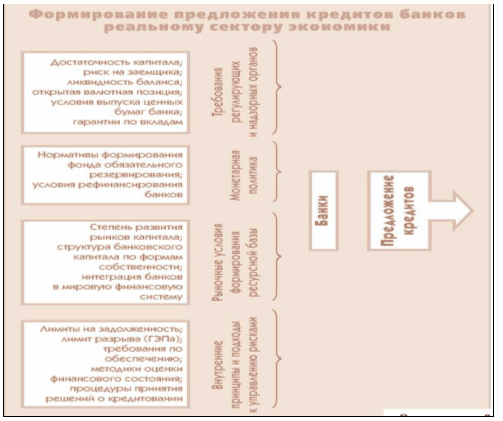 Формирование предложения кредитов банков
реальному сектору экономики
Достаточность капитала;
риск на заемщика;
ликвидность баланса;
открытая валютная позиция;
условия выпуска ценных
бумаг банка;
гарантии по вкладам
Требования
регулирующих
и надзорных органов
Нормативы формирования
фонда обязательного
резервирования;
условия рефинансирования
банков
Монетарная
политика
Степень развития
рынков капитала;
структура банковского
капитала по формам
собственности;
интеграция банков
в мировую финансовую
систему
Рыночные условия
формирования
ресурсной базы
Лимиты на задолженность;
лимит разрыва (ГЭПа);
требования по
обеспечению;
методики оценки
финансового состояния;
процедуры принятия
решений о кредитовании
Внутренние
принципы и подходы
к управлению рисками
Банки
Предложение
кредитов